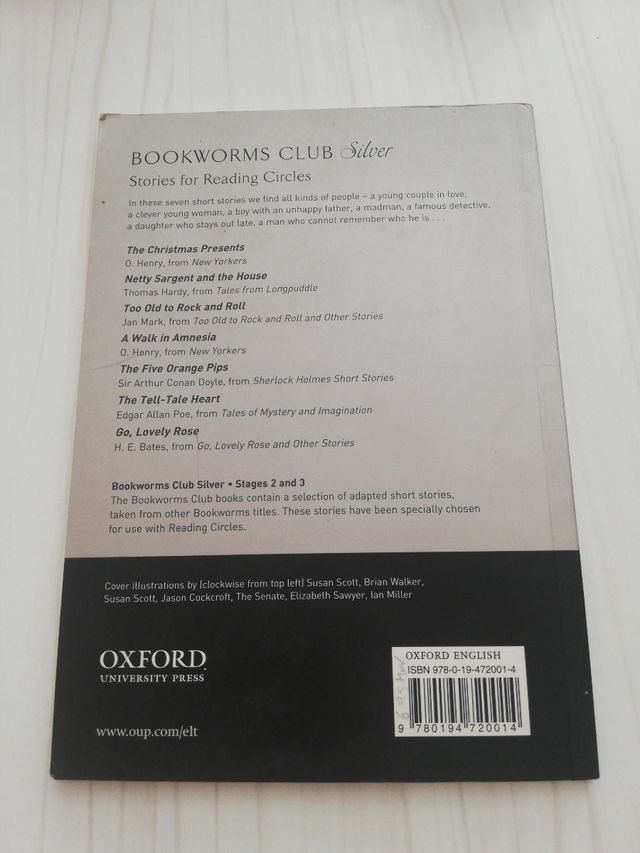 BOOKWORMS CLUB Silver
Stories for Reading Circles
In these seven short stories we find all kinds of people – a young couple in love,
a clever young woman, a boy with an unhappy father, a madman, a famous detective,
a daughter who stays out late, a man who cannot remember who he is . . .
The Christmas Presents
O. Henry, from New Yorkers
Netty Sargent and the House
Thomas Hardy, from Tales from Longpuddle
Too Old to Rock and Roll
Jan Mark, from Too Old to Rock and Roll and Other Stories
A Walk in Amnesia
O. Henry, from New Yorkers
The Five Orange Pips
Sir Arthur Conan Doyle, from Sherlock Holmes Short Stories
The Tell-Tale Heart
Edgar Allan Poe, from Tales of Mystery and Imagination
Go, Lovely Rose
H. E. Bates, from Go, Lovely Rose and Other Stories
Bookworms Club Silver • Stages 2 and 3
The Bookworms Club books contain a selection of adapted short stories,
taken from other Bookworms titles. These stories have been specially chosen
for use with Reading Circles.
Cover illustrations by (clockwise from top left) Susan Scott, Brian Walker,
Susan Scott, Jason Cockcroft, The Senate, Elizabeth Sawyer, Ian Miller
OXFORD
UNIVERSITY PRESS
www.oup.com/elt
OXFORD ENGLISH
ISBN 978-0-19-472001-4
9 780194 720014